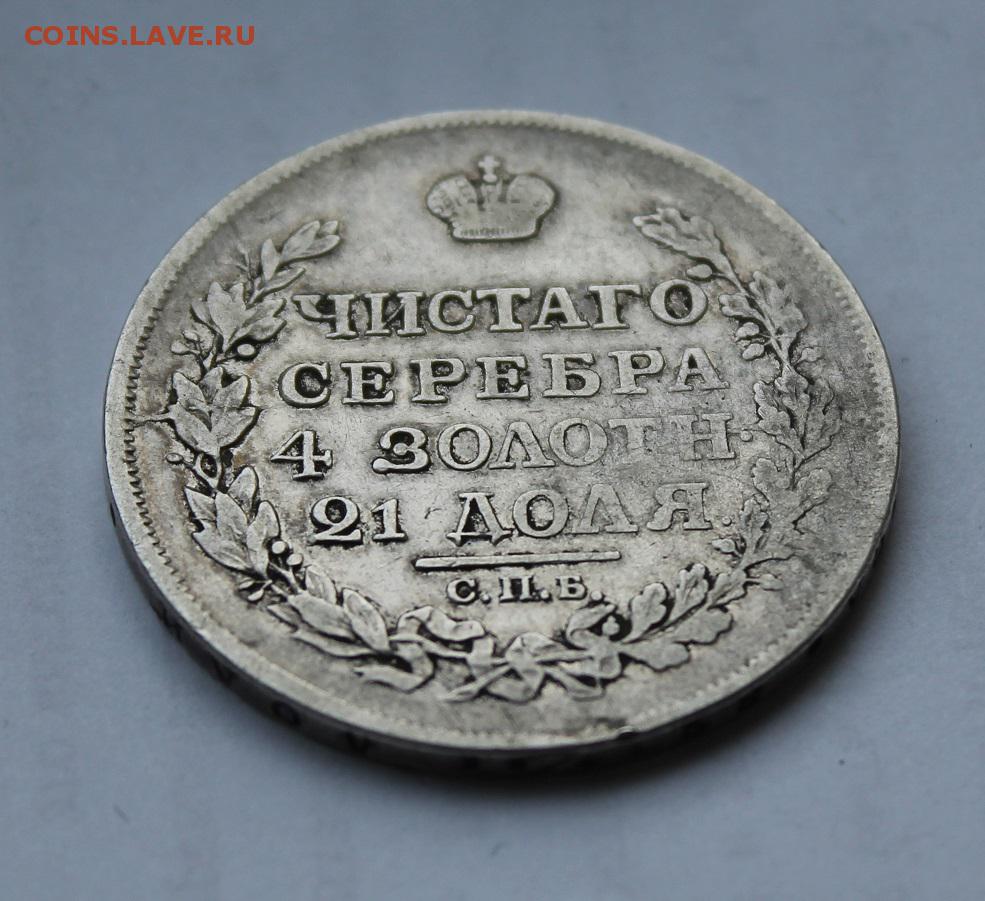 COINS.LAVE.RU
ЧИСТАГО
СЕРЕБРА
4 ЗОЛОТН.
21 ДОЛЯ.
С.П.Б.